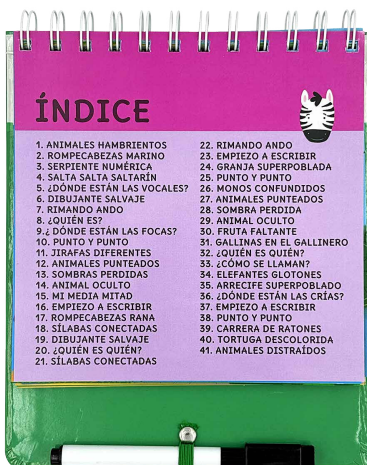 ÍNDICE
1. ANIMALES HAMBRIENTOS
2. ROMPECABEZAS MARINO
3. SERPIENTE NUMÉRICA
4. SALTA SALTA SALTARÍN
5. ¿DÓNDE ESTÁN LAS VOCALES?
6. DIBUJANTE SALVAJE
7. RIMANDO ANDO
8. ¿QUIÉN ES?
9.¿ DÓNDE ESTÁN LAS FOCAS?
10. PUNTO Y PUNTO
11. JIRAFAS DIFERENTES
12. ANIMALES PUNTEADOS
13. SOMBRAS PERDIDAS
14. ANIMAL OCULTO
15. MI MEDIA MITAD
16. EMPIEZO A ESCRIBIR
17. ROMPECABEZAS RANA
18. SÍLABAS CONECTADAS
19. DIBUJANTE SALVAJE
20. ¿QUIÉN ES QUIÉN?
21. SÍLABAS CONECTADAS
22. RIMANDO ANDO
23. EMPIEZO A ESCRIBIR
24. GRANJA SUPERPOBLADA
25. PUNTO Y PUNTO
26. MONOS CONFUNDIDOS
27. ANIMALES PUNTEADOS
28. SOMBRA PERDIDA
29. ANIMAL OCULTO
30. FRUTA FALTANTE
31. GALLINAS EN EL GALLINERO
32. ¿QUIÉN ES QUIÉN?
33. ¿CÓMO SE LLAMAN?
34. ELEFANTES GLOTONES
35. ARRECIFE SUPERPOBLADO
36. ¿DÓNDE ESTÁN LAS CRÍAS?
37. EMPIEZO A ESCRIBIR
38. PUNTO Y PUNTO
39. CARRERA DE RATONES
40. TORTUGA DESCOLORIDA
41. ANIMALES DISTRAÍDOS